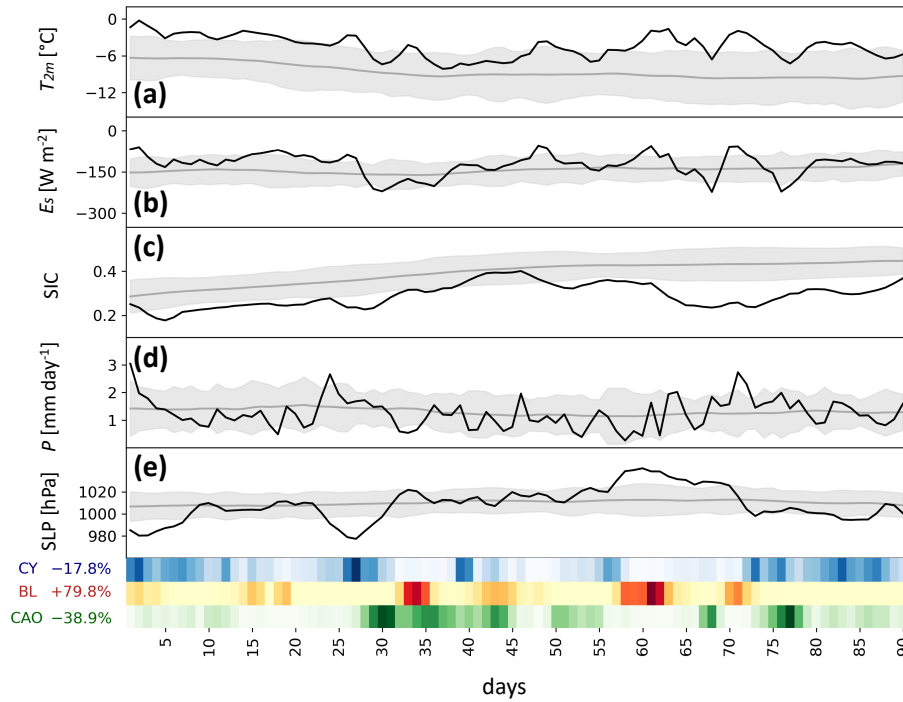 0
−6
−12
T2m [°C]
(a)
0
−150
−300
Es [W m-2]
(b)
(c)
0.4
0.2
SIC
(d)
3
2
1
P [mm day-1]
(e)
1020
1000
980
SLP [hPa]
CY −17.8%
BL +79.8%
CAO −38.9%
5 10 15 20 25 30 35 40 45 50 55 60 65 70 75 80 85 90
days